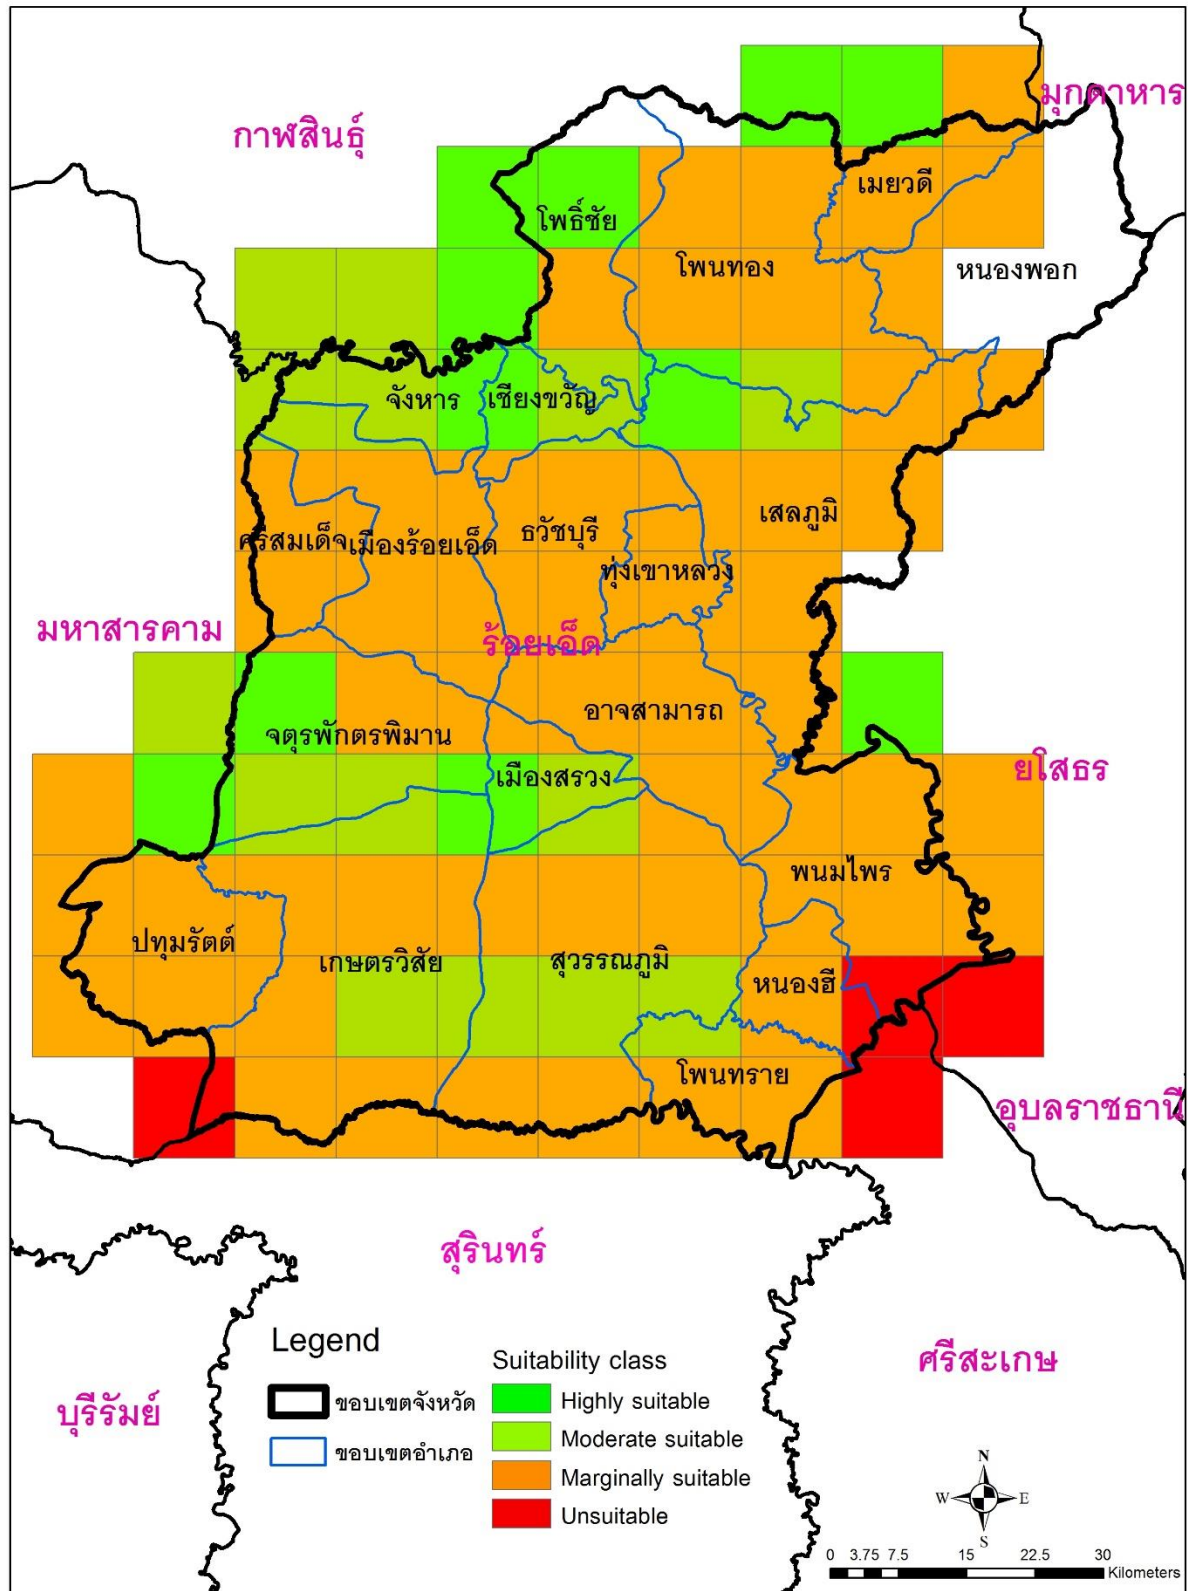 มุกดาหาร
กาฬสินธุ์
เมยวดี
โพธิ์ชัย
โพนทอง
หนองพอก
จังหาร
เชียงขวัญ
เสลภูมิ
ธวัชบุรี
ศรีสมเด็จ
เมืองร้อยเอ็ด
ทุ่งเขาหลวง
มหาสารคาม
ร้อยเอ็ด
อาจสามารถ
จตุรพักตรพิมาน
เมืองสรวง
ยโสธร
พนมไพร
ปทุมรัตต์
เกษตรวิสัย
สุวรรณภูมิ
หนองฮี
โพนทราย
อุบลราชธานี
สุรินทร์
ศรีสะเกษ
บุรีรัมย์
Legend
ขอบเขตจังหวัด
ขอบเขตอำเภอ
Suitability class
Highly suitable
Moderate suitable
Marginally suitable
Unsuitable
N
W E
S
0 3.75 7.5 15 22.5 30
Kilometers